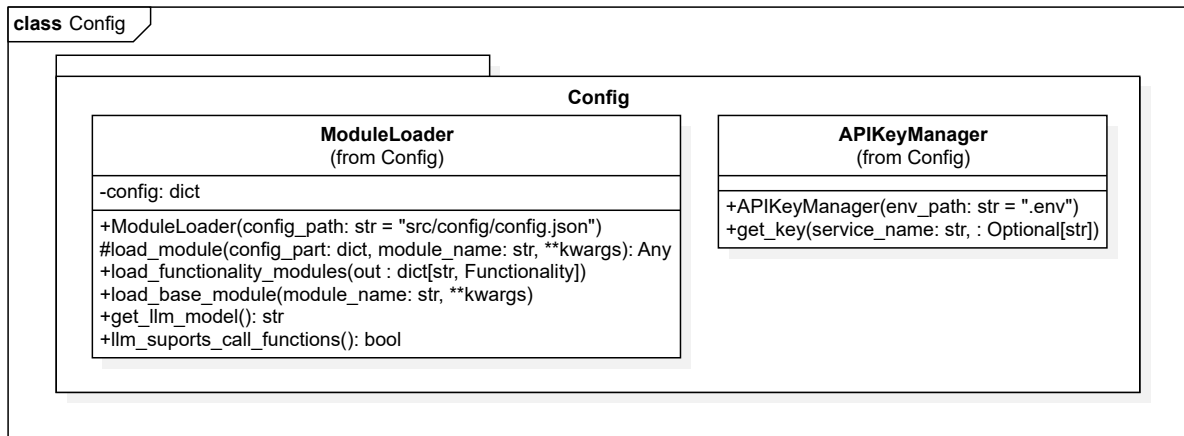 class Config
Config
ModuleLoader
(from Config)
-config: dict
+ModuleLoader(config_path: str = "src/config/config.json")
#load_module(config_part: dict, module_name: str, **kwargs): Any
+load_functionality_modules(out : dict[str, Functionality])
+load_base_module(module_name: str, **kwargs)
+get_llm_model(): str
+llm_suports_call_functions(): bool
APIKeyManager
(from Config)
+APIKeyManager(env_path: str = ".env")
+get_key(service_name: str, : Optional[str])